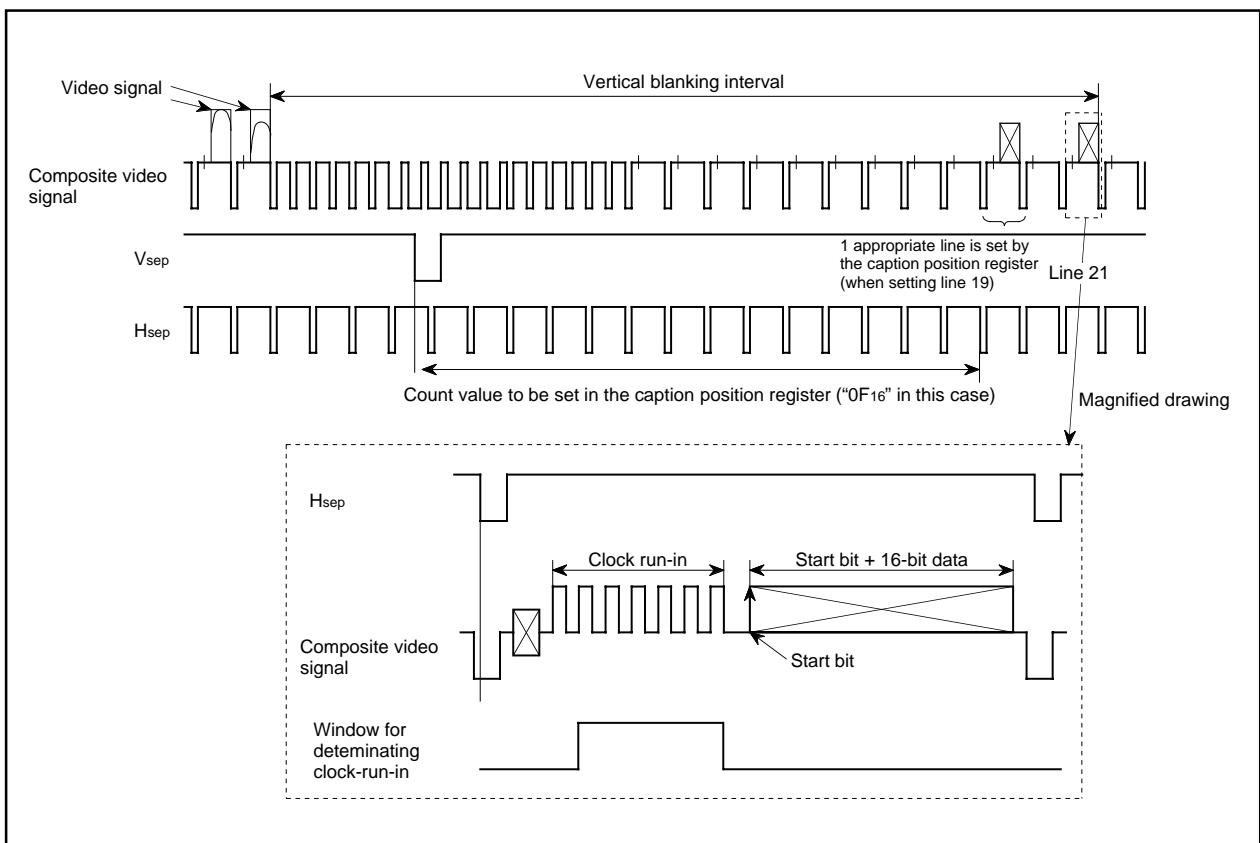 Video signal
Vertical blanking interval
Composite video
signal
Vsep
1 appropriate line is set by
the caption position register
(when setting line 19)
Line 21
Hsep
Count value to be set in the caption position register (“0F16” in this case)
Magnified drawing
Hsep
Clock run-in
Start bit + 16-bit data
Composite video
signal
Start bit
Window for
deteminating
clock-run-in